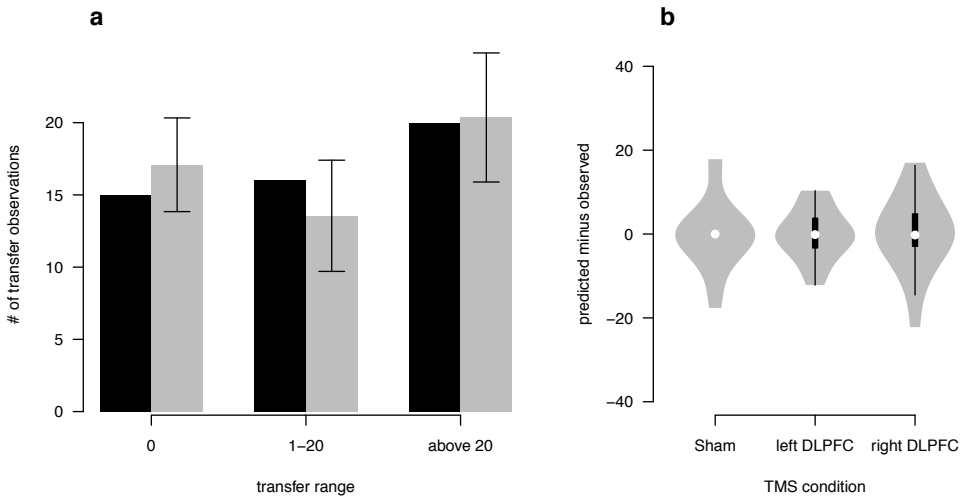 a
# of transfer observations
20
15
10
5
0
0 1−20 above 20
transfer range
b
predicted minus observed
40
20
0
−20
−40
Sham left DLPFC right DLPFC
TMS condition